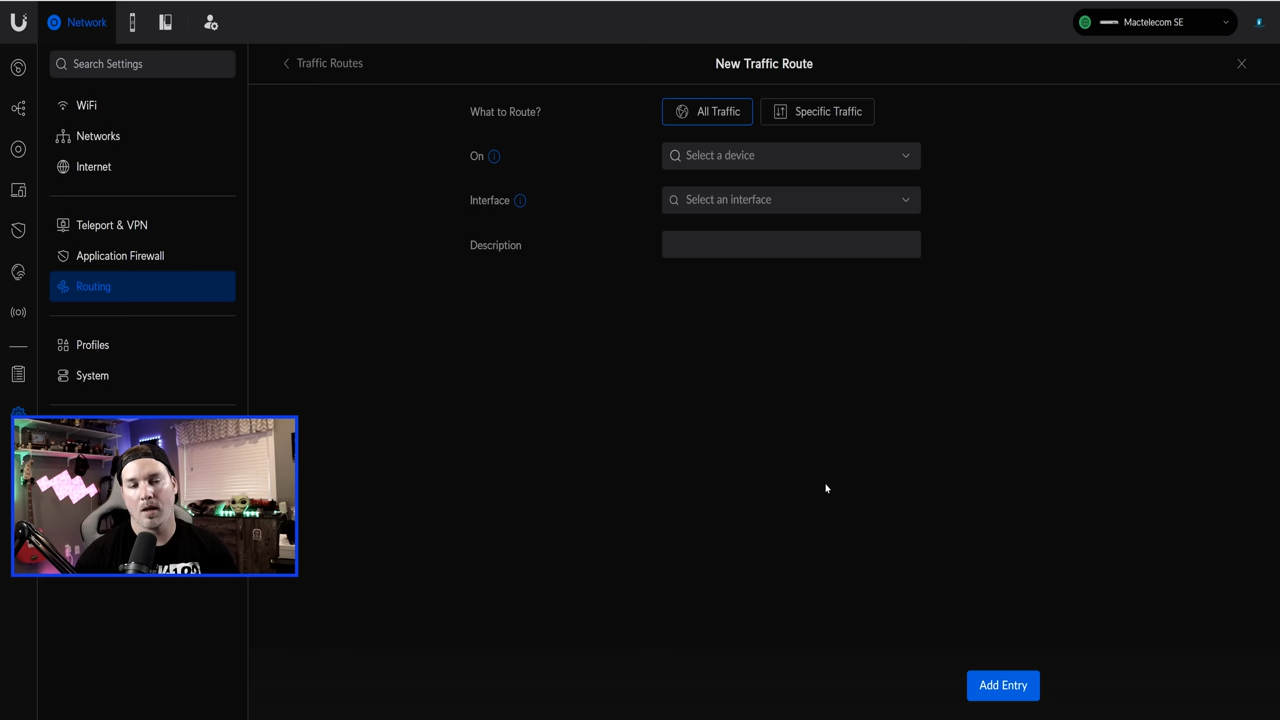 Network
Mactelecom SE
Search Settings
Traffic Routes
New Traffic Route
WiFi
Networks
Internet
Teleport & VPN
Application Firewall
Routing
Profiles
System
What to Route?
All Traffic
Specific Traffic
On
Select a device
Interface
Select an interface
Description
Add Entry